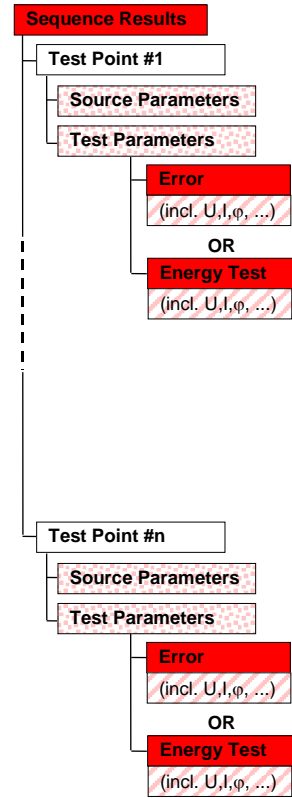 Sequence Results
Test Point #1
Source Parameters
Test Parameters
Error
(incl. U,I,φ, ...)
OR
Energy Test
(incl. U,I,φ, ...)
Test Point #n
Source Parameters
Test Parameters
Error
(incl. U,I,φ, ...)
OR
Energy Test
(incl. U,I,φ, ...)